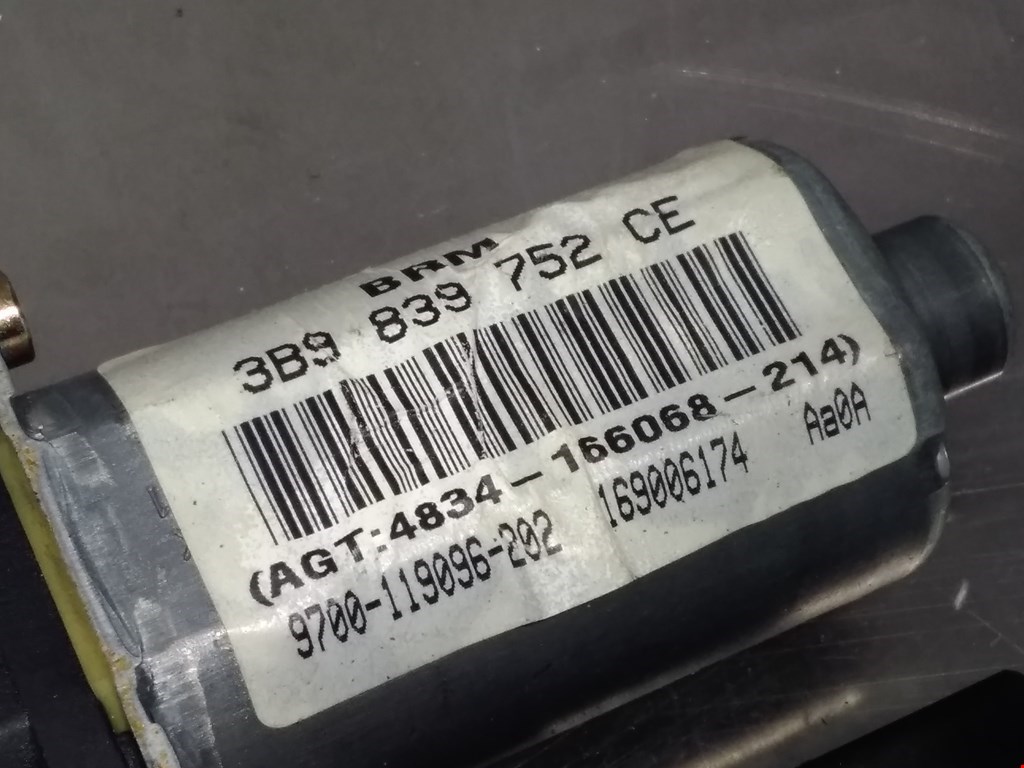 BRM
3B9 839 752 CE
(AGT:4834-166068-214)
9700-119096-202 169006174 Aa0A